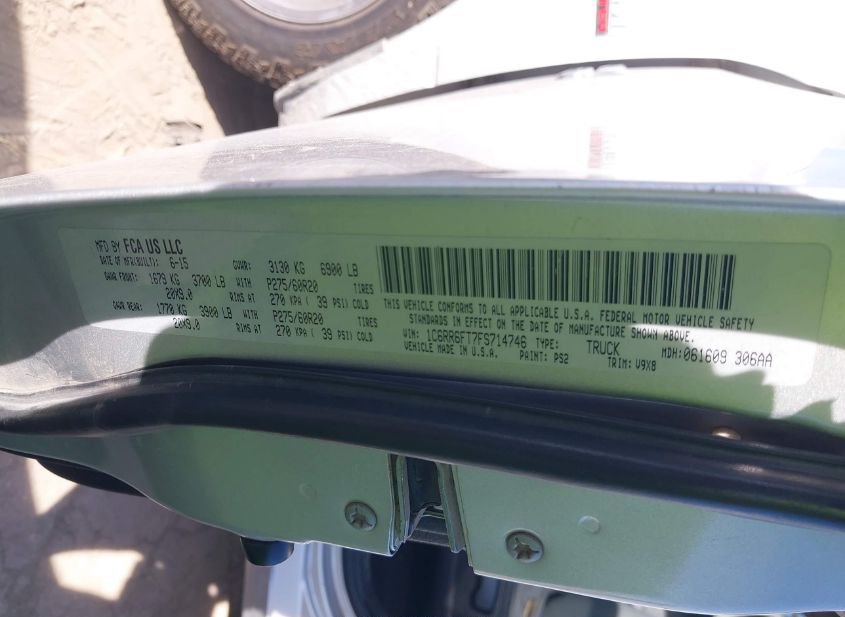 MFD BY FCA US LLC
DATE OF MFR(BUILT): 6-15 GVWR: 3130 KG 6900 LB
GAWR FRONT: 1679 KG 3700 LB WITH P275/60R20 TIRES
20X9.0 RIMS AT 270 KPA ( 39 PSI) COLD
GAWR REAR: 1770 KG 3900 LB WITH P275/60R20 TIRES
20X9.0 RIMS AT 270 KPA ( 39 PSI) COLD
THIS VEHICLE CONFORMS TO ALL APPLICABLE U.S.A. FEDERAL MOTOR VEHICLE SAFETY
STANDARDS IN EFFECT ON THE DATE OF MANUFACTURE SHOWN ABOVE.
VIN: 1C6RR6FT7FS714746 TYPE: TRUCK MDH:061609 306AA
VEHICLE MADE IN U.S.A. PAINT: PS2 TRIM: V9X8